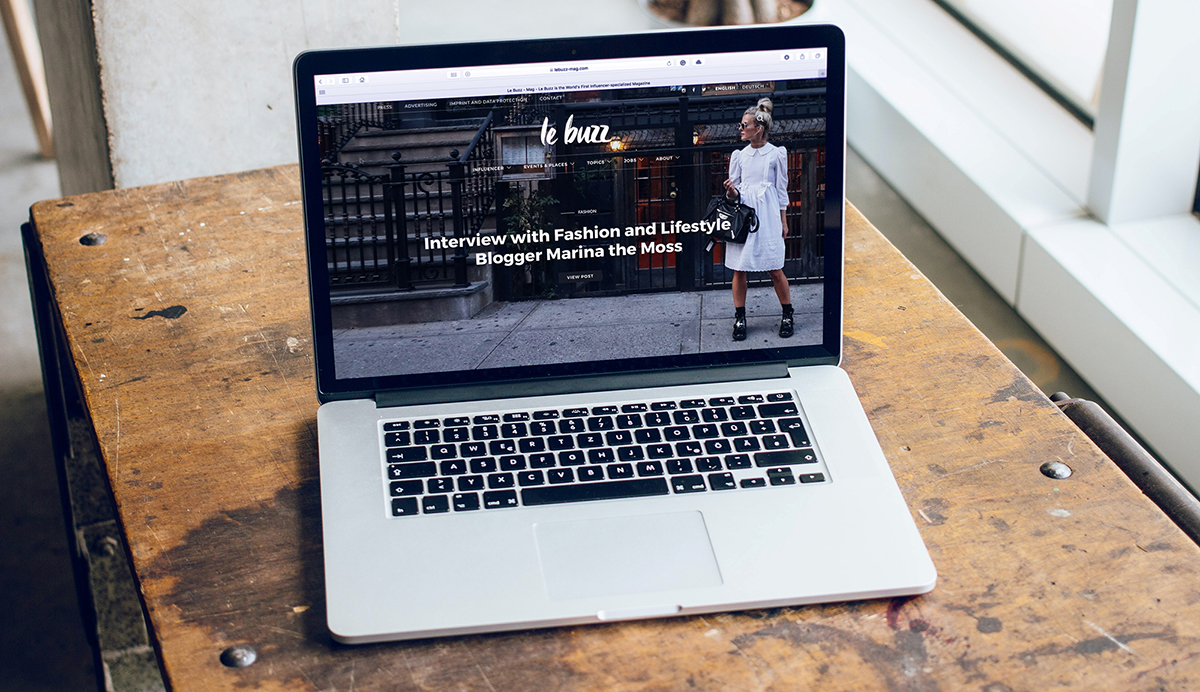 lebuzz-mag.com
Le Buzz - Mag - Le Buzz is the World's First Influencer-specialized Magazine
PRESS ADVERTISING IMPRINT AND DATA PROTECTION CONTACT ENGLISH DEUTSCH
le buzz
INFLUENCER EVENTS & PLACES TOPICS JOBS ABOUT
FASHION
Interview with Fashion and Lifestyle
Blogger Marina the Moss
VIEW POST
Q W E R T Z U I O P Ü
A S D F G H J K L Ö Ä
Y X C V B N M